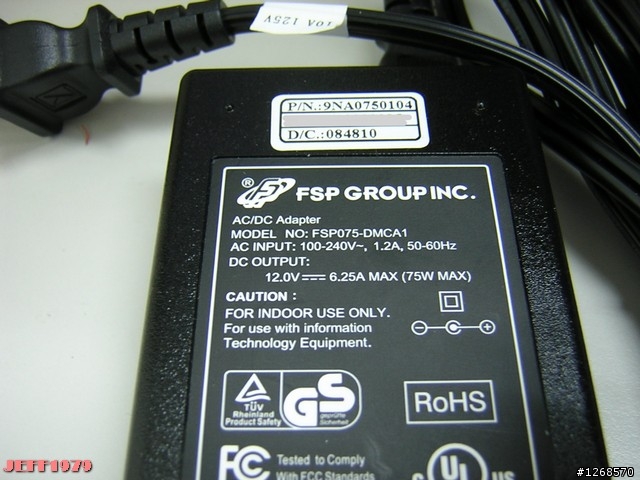 10A 125V
P/N.:9NA0750104
D/C.:084810
® FSP GROUP INC.
AC/DC Adapter
MODEL NO: FSP075-DMCA1
AC INPUT: 100-240V~, 1.2A, 50-60Hz
DC OUTPUT:
12.0V⎓ 6.25A MAX (75W MAX)
CAUTION :
FOR INDOOR USE ONLY.
For use with information
Technology Equipment.
TÜV
Rheinland
Product Safety
GS
geprüfte
Sicherheit
RoHS
FC
Tested to Comply
With FCC Standards
c UL US
JEFF1079
#1268570